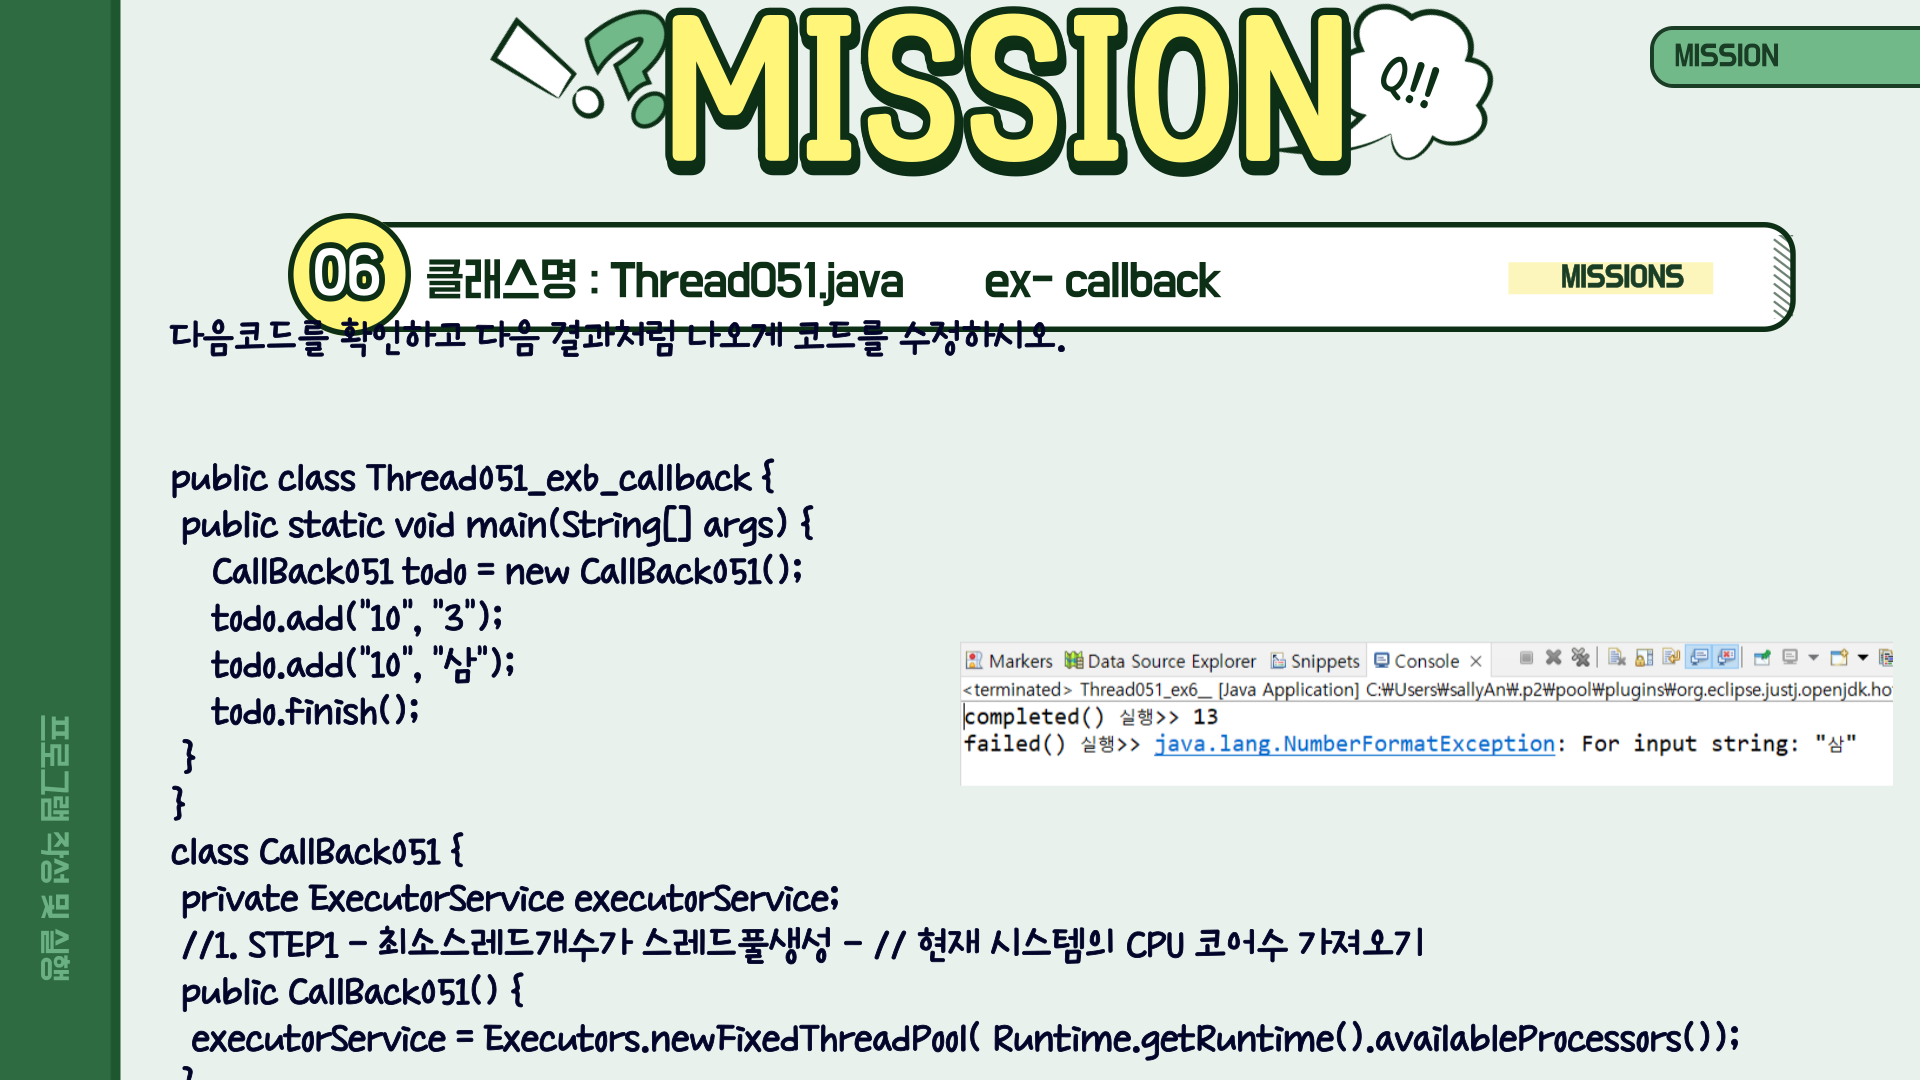 MISSION
Q!!
MISSION
06
클래스명 : Thread051.java ex- callback
MISSIONS
다음코드를 확인하고 다음 결과처럼 나오게 코드를 수정하시오.
public class Thread051_exb_callback {
public static void main(String[] args) {
CallBack051 todo = new CallBack051();
todo.add("10", "3");
todo.add("10", "삼");
todo.finish();
}
}
class CallBack051 {
private ExecutorService executorService;
//1. STEP1 - 최소스레드개수가 스레드풀생성 - // 현재 시스템의 CPU 코어수 가져오기
public CallBack051() {
executorService = Executors.newFixedThreadPool( Runtime.getRuntime().availableProcessors());
}
Markers Data Source Explorer Snippets Console
<terminated> Thread051_ex6__ [Java Application] C:₩Users₩sallyAn₩.p2₩pool₩plugins₩org.eclipse.justj.openjdk.ho
completed() 실행>> 13
failed() 실행>> java.lang.NumberFormatException: For input string: "삼"
프로그램 작성 및 실행